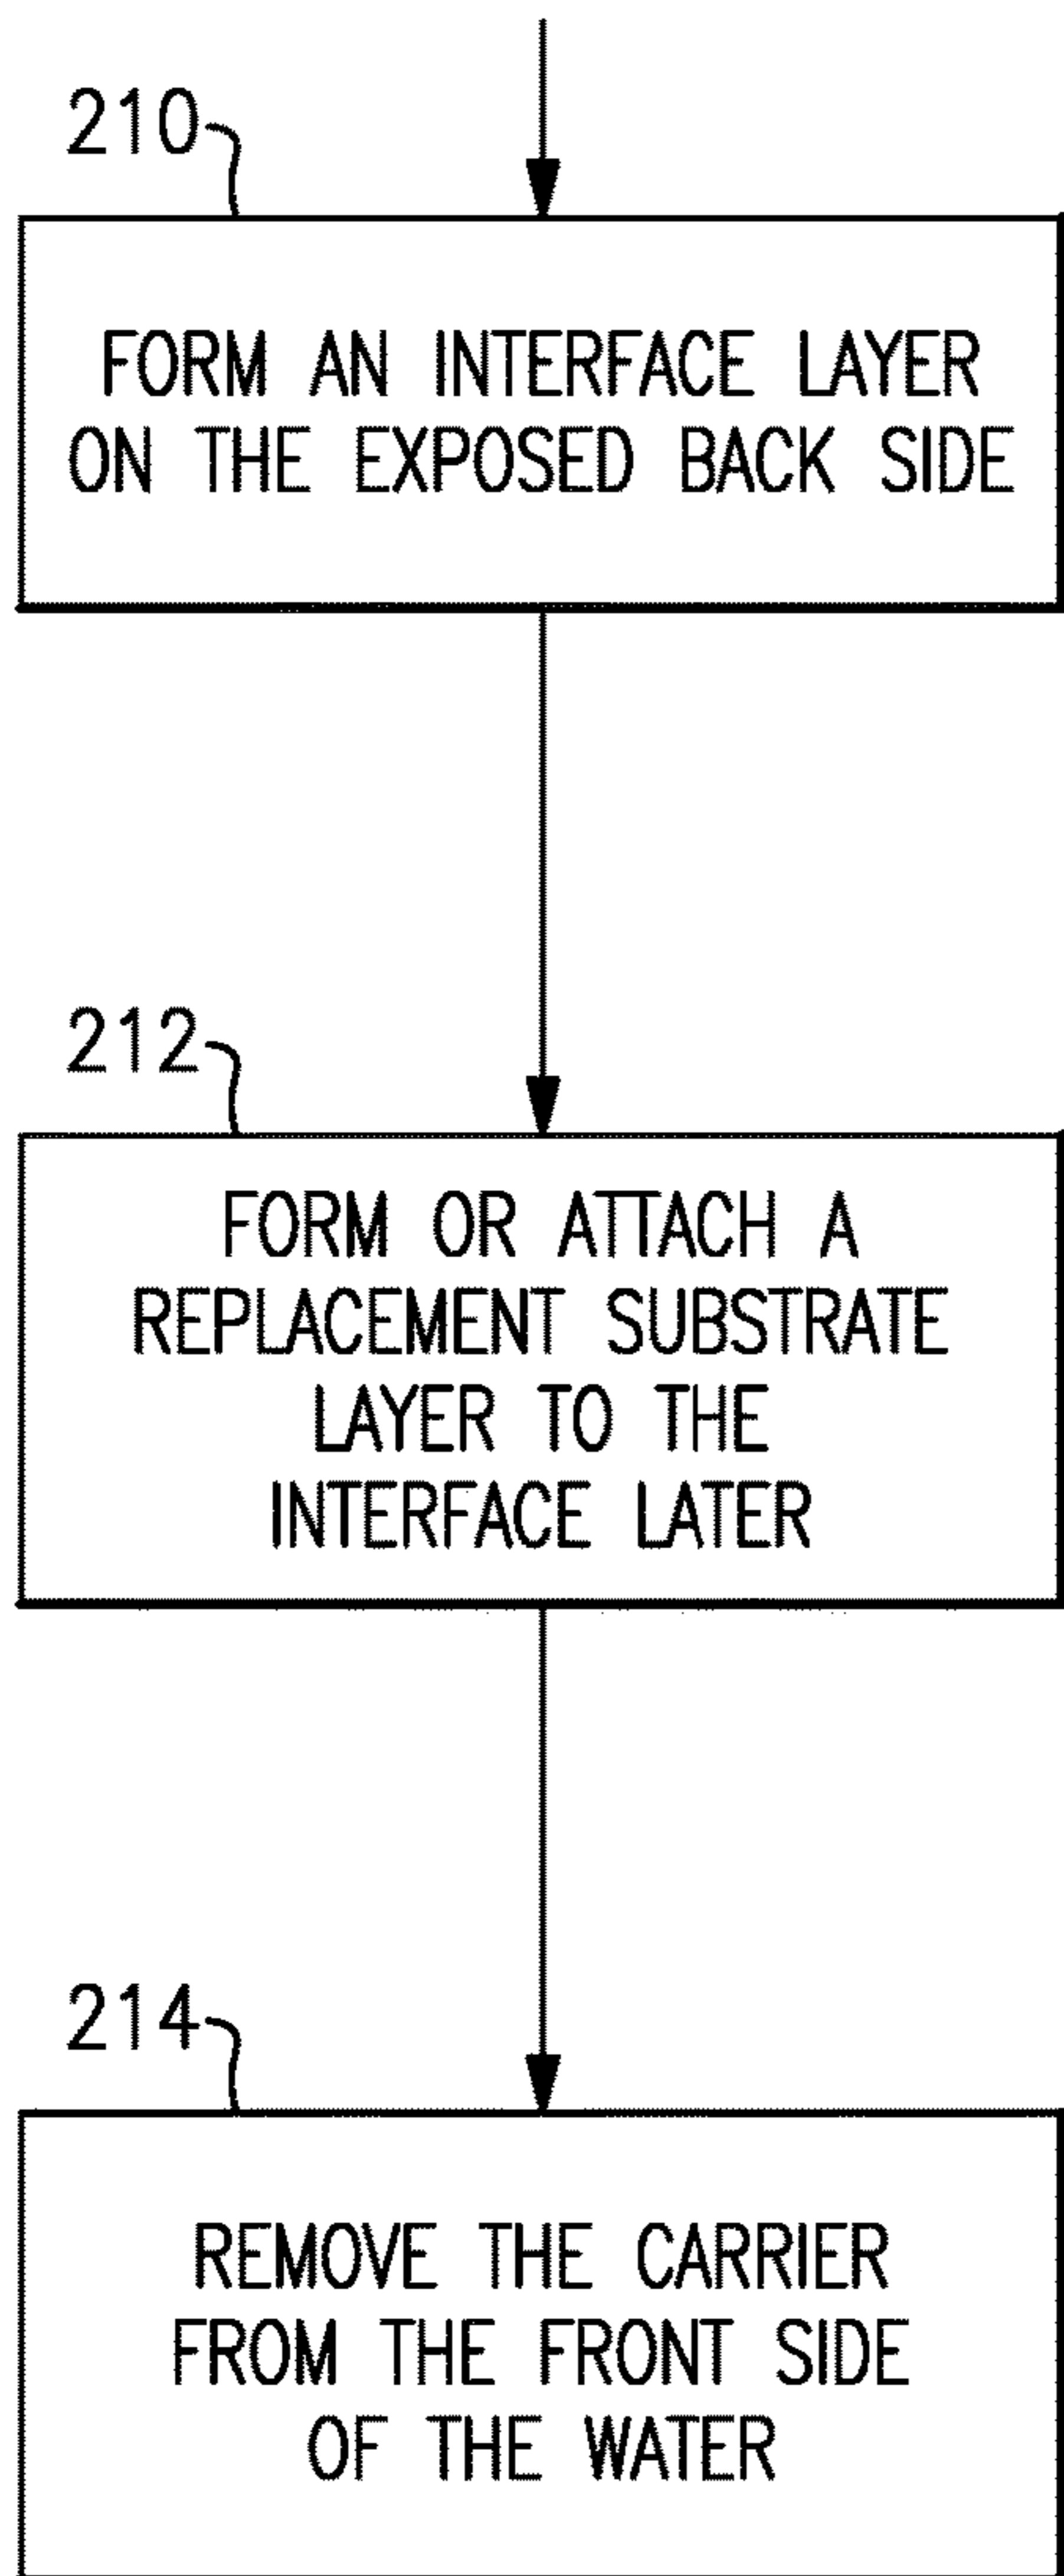 210
FORM AN INTERFACE LAYER
ON THE EXPOSED BACK SIDE
212
FORM OR ATTACH A
REPLACEMENT SUBSTRATE
LAYER TO THE
INTERFACE LATER
214
REMOVE THE CARRIER
FROM THE FRONT SIDE
OF THE WATER